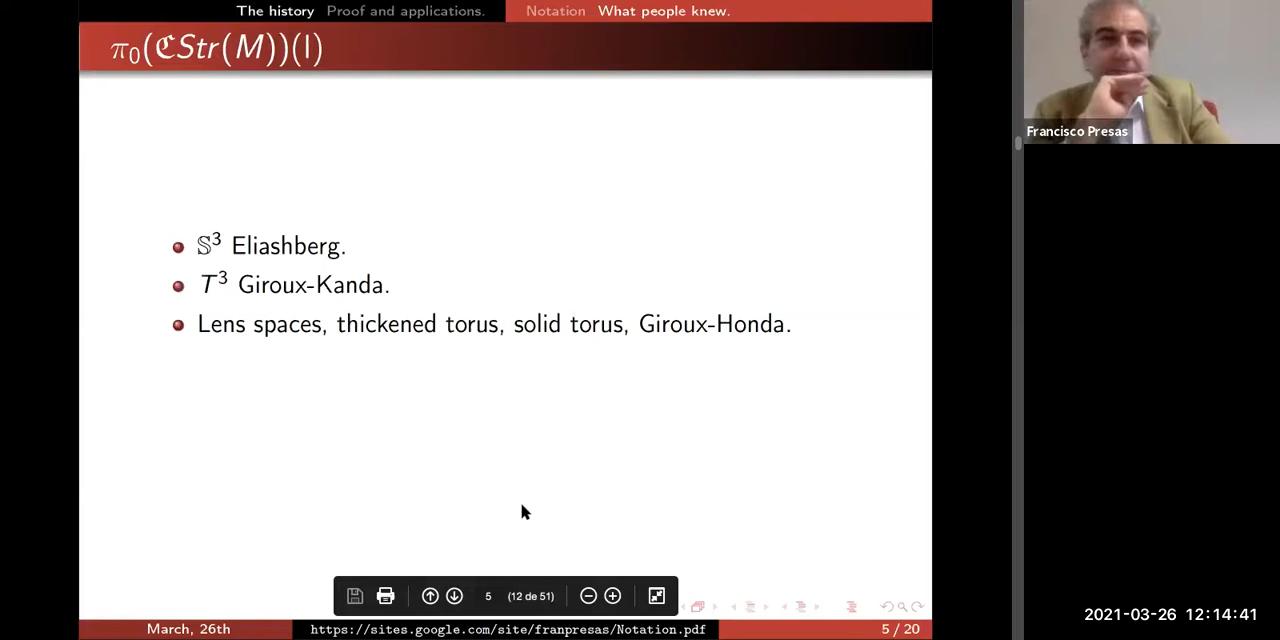 The history Proof and applications. Notation What people knew.
π₀(ℭStr(M))(I)
𝕊³ Eliashberg.
T³ Giroux-Kanda.
Lens spaces, thickened torus, solid torus, Giroux-Honda.
Francisco Presas
5 (12 de 51)
March, 26th https://sites.google.com/site/franpresas/Notation.pdf 5 / 20
2021-03-26 12:14:41